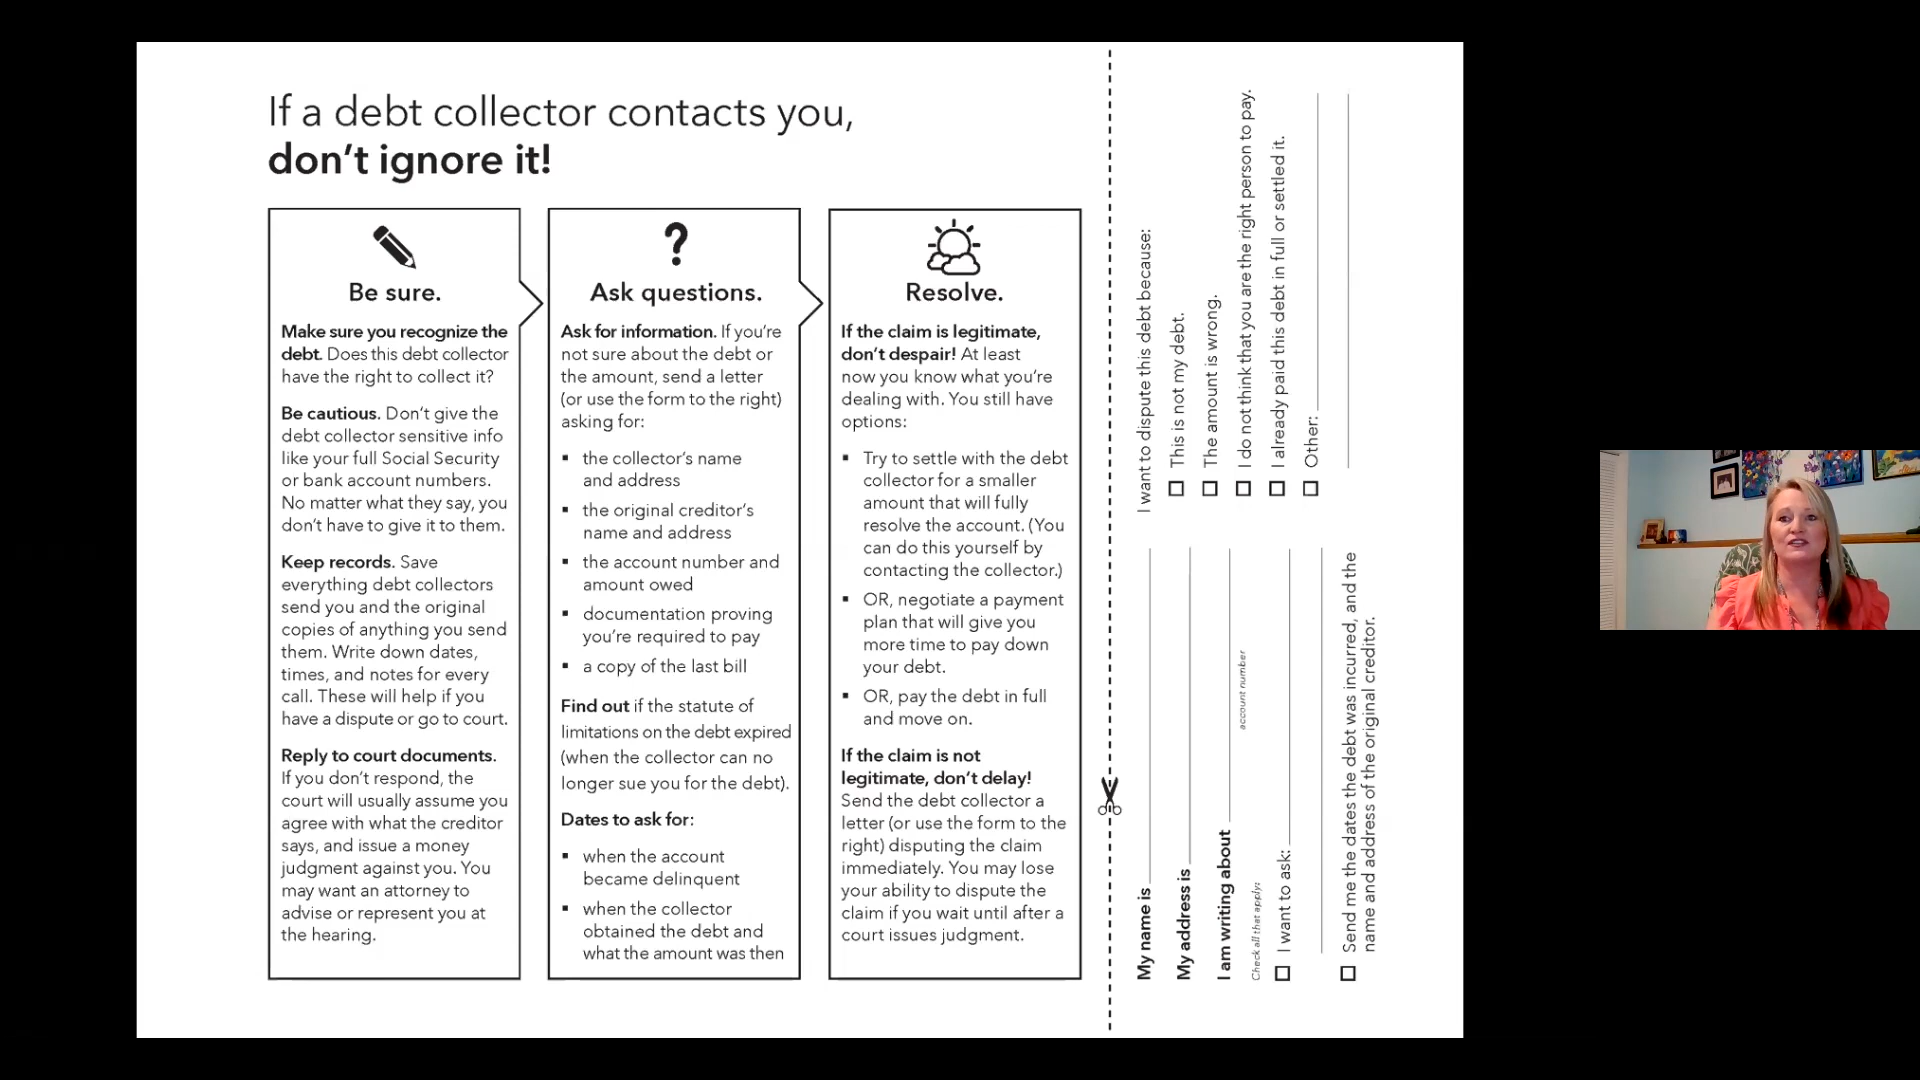 If a debt collector contacts you,
don't ignore it!
Be sure.
Make sure you recognize the
debt. Does this debt collector
have the right to collect it?
Be cautious. Don't give the
debt collector sensitive info
like your full Social Security
or bank account numbers.
No matter what they say, you
don't have to give it to them.
Keep records. Save
everything debt collectors
send you and the original
copies of anything you send
them. Write down dates,
times, and notes for every
call. These will help if you
have a dispute or go to court.
Reply to court documents.
If you don't respond, the
court will usually assume you
agree with what the creditor
says, and issue a money
judgment against you. You
may want an attorney to
advise or represent you at
the hearing.
?
Ask questions.
Ask for information. If you're
not sure about the debt or
the amount, send a letter
(or use the form to the right)
asking for:
▪ the collector's name
and address
▪ the original creditor's
name and address
▪ the account number and
amount owed
▪ documentation proving
you're required to pay
▪ a copy of the last bill
Find out if the statute of
limitations on the debt expired
(when the collector can no
longer sue you for the debt).
Dates to ask for:
▪ when the account
became delinquent
▪ when the collector
obtained the debt and
what the amount was then
Resolve.
If the claim is legitimate,
don't despair! At least
now you know what you're
dealing with. You still have
options:
▪ Try to settle with the debt
collector for a smaller
amount that will fully
resolve the account. (You
can do this yourself by
contacting the collector.)
▪ OR, negotiate a payment
plan that will give you
more time to pay down
your debt.
▪ OR, pay the debt in full
and move on.
If the claim is not
legitimate, don't delay!
Send the debt collector a
letter (or use the form to the
right) disputing the claim
immediately. You may lose
your ability to dispute the
claim if you wait until after a
court issues judgment.
My name is
My address is
I am writing about
account number
Check all that apply:
I want to ask:
Send me the dates the debt was incurred, and the
name and address of the original creditor.
I want to dispute this debt because:
This is not my debt.
The amount is wrong.
I do not think that you are the right person to pay.
I already paid this debt in full or settled it.
Other: